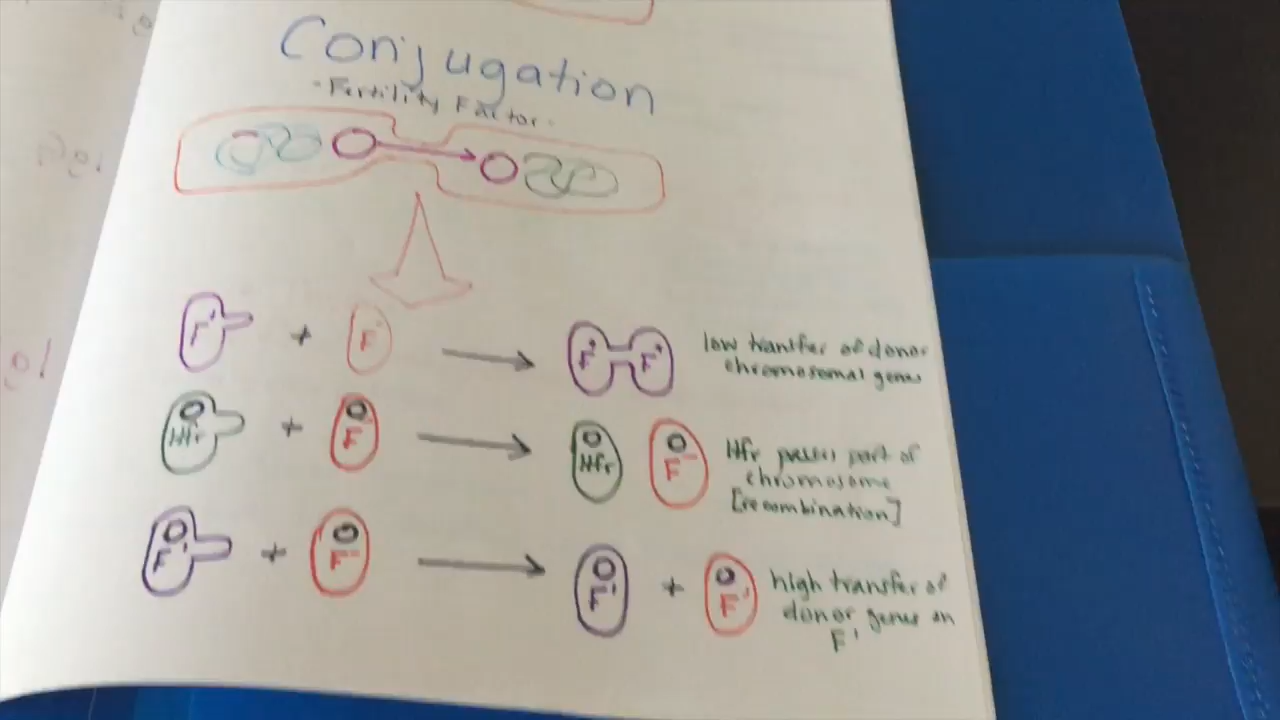 Conjugation
- Fertility Factor -
F⁺ + F⁻ F⁺ F⁺
low transfer of donor
chromosomal genes
Hfr + F⁻ Hfr F⁻
Hfr passes part of
chromosome
[recombination]
F' + F⁻ F' + F'
high transfer of
donor genes on
F'